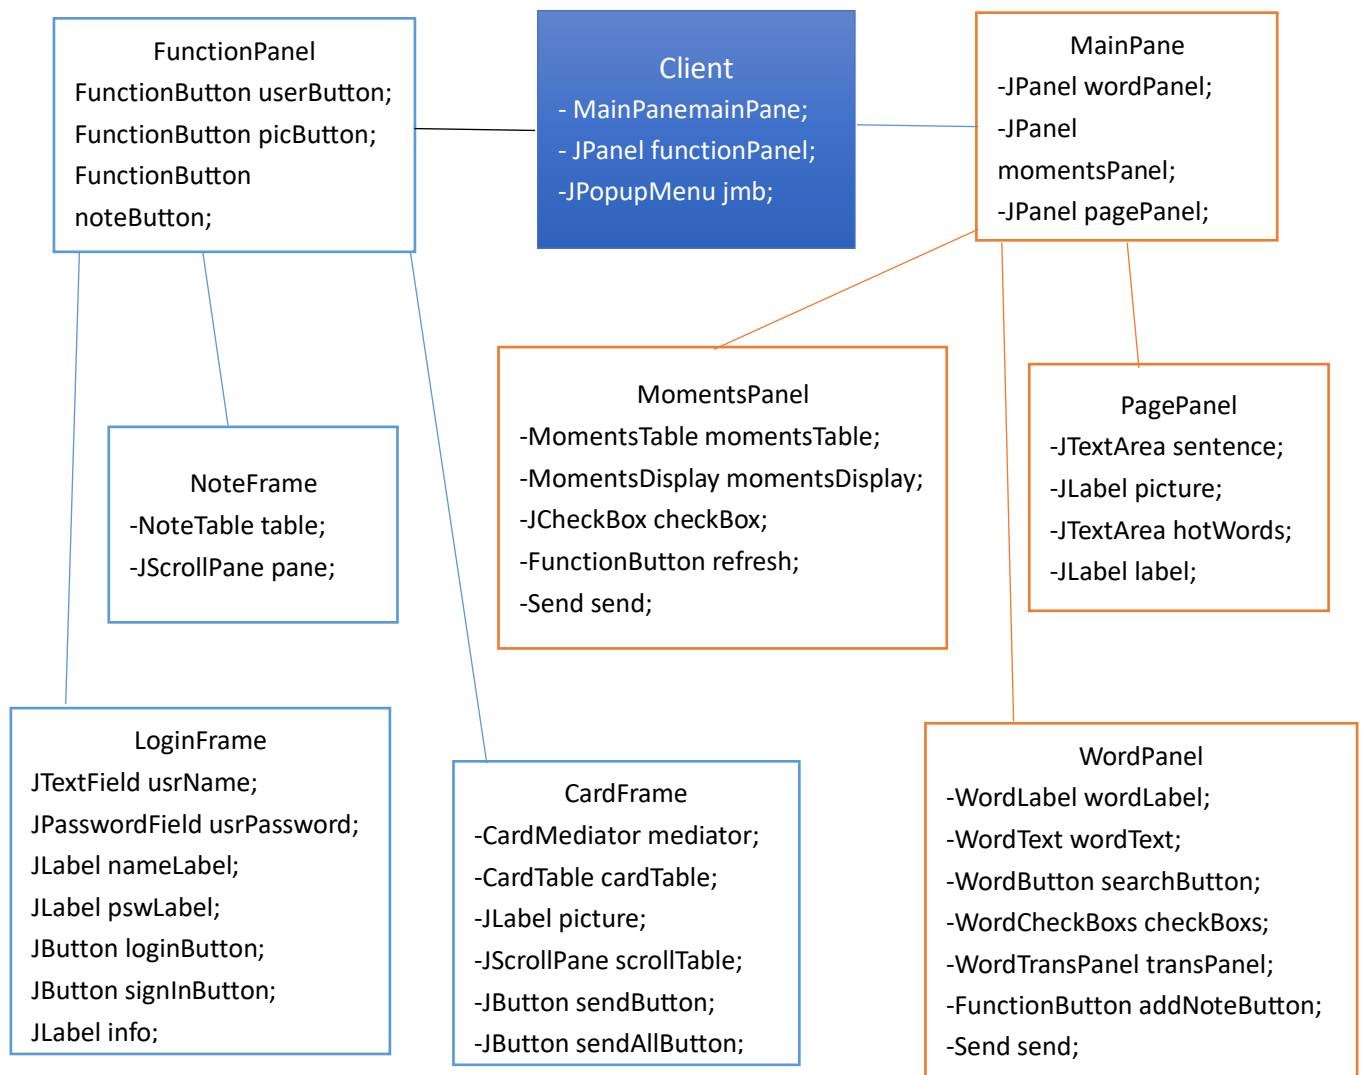 FunctionPanel
FunctionButton userButton;
FunctionButton picButton;
FunctionButton
noteButton;
Client
- MainPanemainPane;
- JPanel functionPanel;
-JPopupMenu jmb;
MainPane
-JPanel wordPanel;
-JPanel
momentsPanel;
-JPanel pagePanel;
NoteFrame
-NoteTable table;
-JScrollPane pane;
MomentsPanel
-MomentsTable momentsTable;
-MomentsDisplay momentsDisplay;
-JCheckBox checkBox;
-FunctionButton refresh;
-Send send;
PagePanel
-JTextArea sentence;
-JLabel picture;
-JTextArea hotWords;
-JLabel label;
LoginFrame
JTextField usrName;
JPasswordField usrPassword;
JLabel nameLabel;
JLabel pswLabel;
JButton loginButton;
JButton signInButton;
JLabel info;
CardFrame
-CardMediator mediator;
-CardTable cardTable;
-JLabel picture;
-JScrollPane scrollTable;
-JButton sendButton;
-JButton sendAllButton;
WordPanel
-WordLabel wordLabel;
-WordText wordText;
-WordButton searchButton;
-WordCheckBoxs checkBoxs;
-WordTransPanel transPanel;
-FunctionButton addNoteButton;
-Send send;